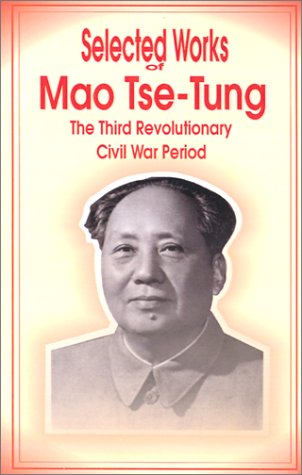 Selected Works
of
Mao Tse-Tung
The Third Revolutionary
Civil War Period